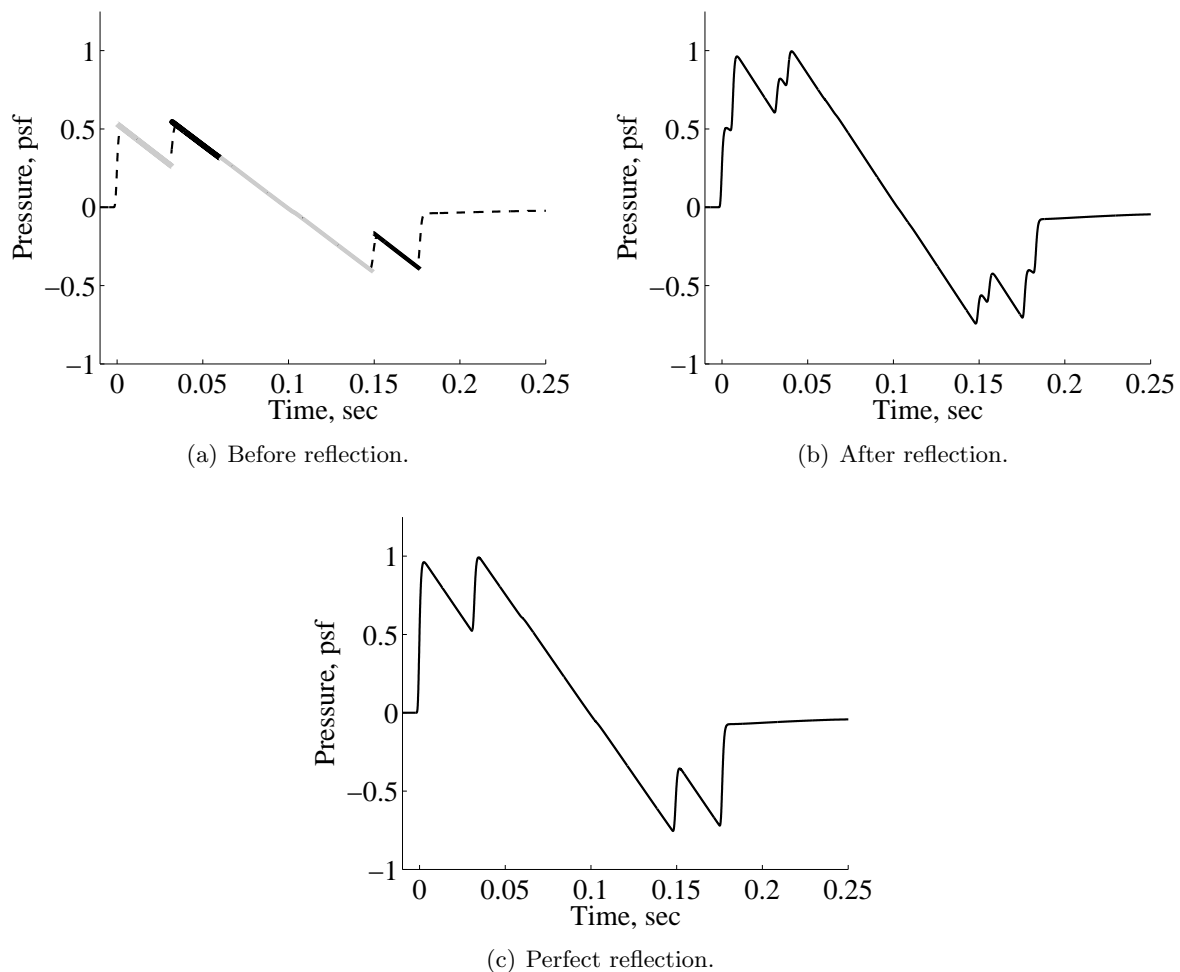 1
0.5
0
−0.5
−1
Pressure, psf
0 0.05 0.1 0.15 0.2 0.25
Time, sec
(a) Before reflection.
1
0.5
0
−0.5
−1
Pressure, psf
0 0.05 0.1 0.15 0.2 0.25
Time, sec
(b) After reflection.
1
0.5
0
−0.5
−1
Pressure, psf
0 0.05 0.1 0.15 0.2 0.25
Time, sec
(c) Perfect reflection.